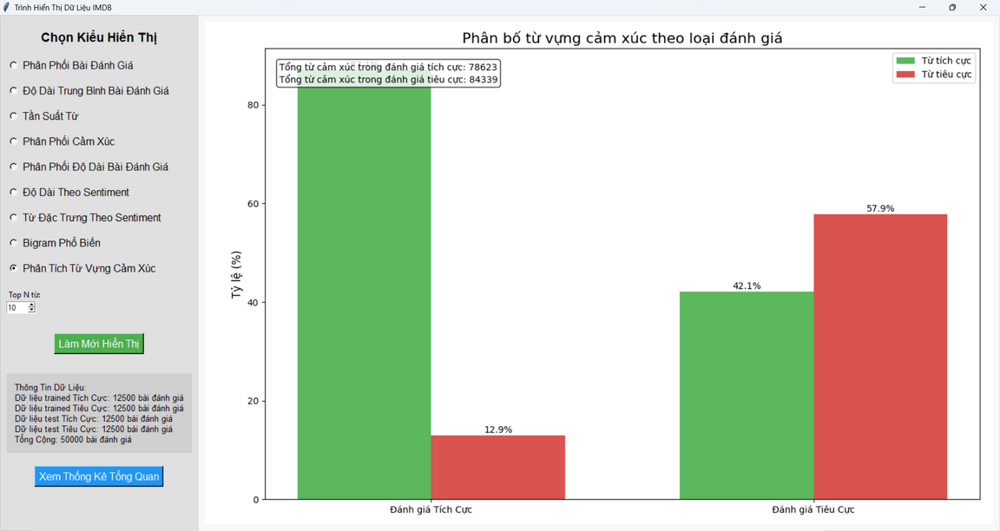 Trình Hiển Thị Dữ Liệu IMDB
Chọn Kiểu Hiển Thị
Phân Phối Bài Đánh Giá
Độ Dài Trung Bình Bài Đánh Giá
Tần Suất Từ
Phân Phối Cảm Xúc
Phân Phối Độ Dài Bài Đánh Giá
Độ Dài Theo Sentiment
Từ Đặc Trưng Theo Sentiment
Bigram Phổ Biến
Phân Tích Từ Vựng Cảm Xúc
Top N từ:
10
Làm Mới Hiển Thị
Thông Tin Dữ Liệu:
Dữ liệu trained Tích Cực: 12500 bài đánh giá
Dữ liệu trained Tiêu Cực: 12500 bài đánh giá
Dữ liệu test Tích Cực: 12500 bài đánh giá
Dữ liệu test Tiêu Cực: 12500 bài đánh giá
Tổng Cộng: 50000 bài đánh giá
Xem Thống Kê Tổng Quan
Phân bố từ vựng cảm xúc theo loại đánh giá
Tổng từ cảm xúc trong đánh giá tích cực: 78623
Tổng từ cảm xúc trong đánh giá tiêu cực: 84339
Từ tích cực
Từ tiêu cực
Tỷ lệ (%)
80
60
40
20
0
12.9%
42.1%
57.9%
Đánh giá Tích Cực
Đánh giá Tiêu Cực